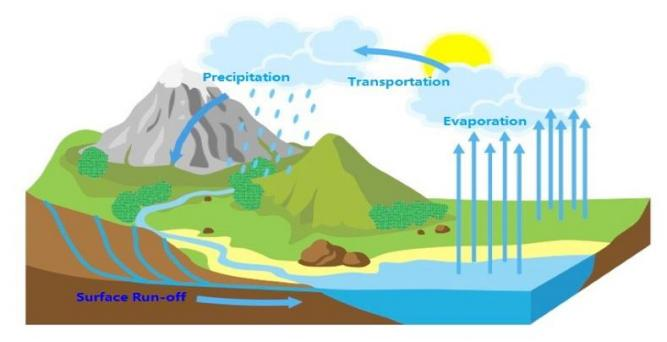 Precipitation
Transportation
Evaporation
Surface Run-off